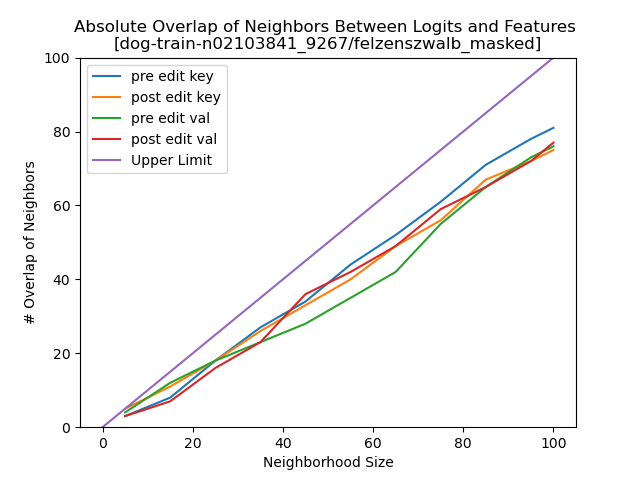 Absolute Overlap of Neighbors Between Logits and Features
[dog-train-n02103841_9267/felzenszwalb_masked]
100
80
60
40
20
0
# Overlap of Neighbors
pre edit key
post edit key
pre edit val
post edit val
Upper Limit
0 20 40 60 80 100
Neighborhood Size